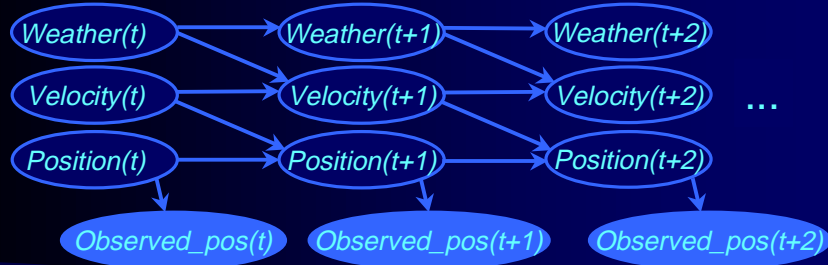 Weather(t) Weather(t+1) Weather(t+2)
Velocity(t) Velocity(t+1) Velocity(t+2) ...
Position(t) Position(t+1) Position(t+2)
Observed_pos(t) Observed_pos(t+1) Observed_pos(t+2)